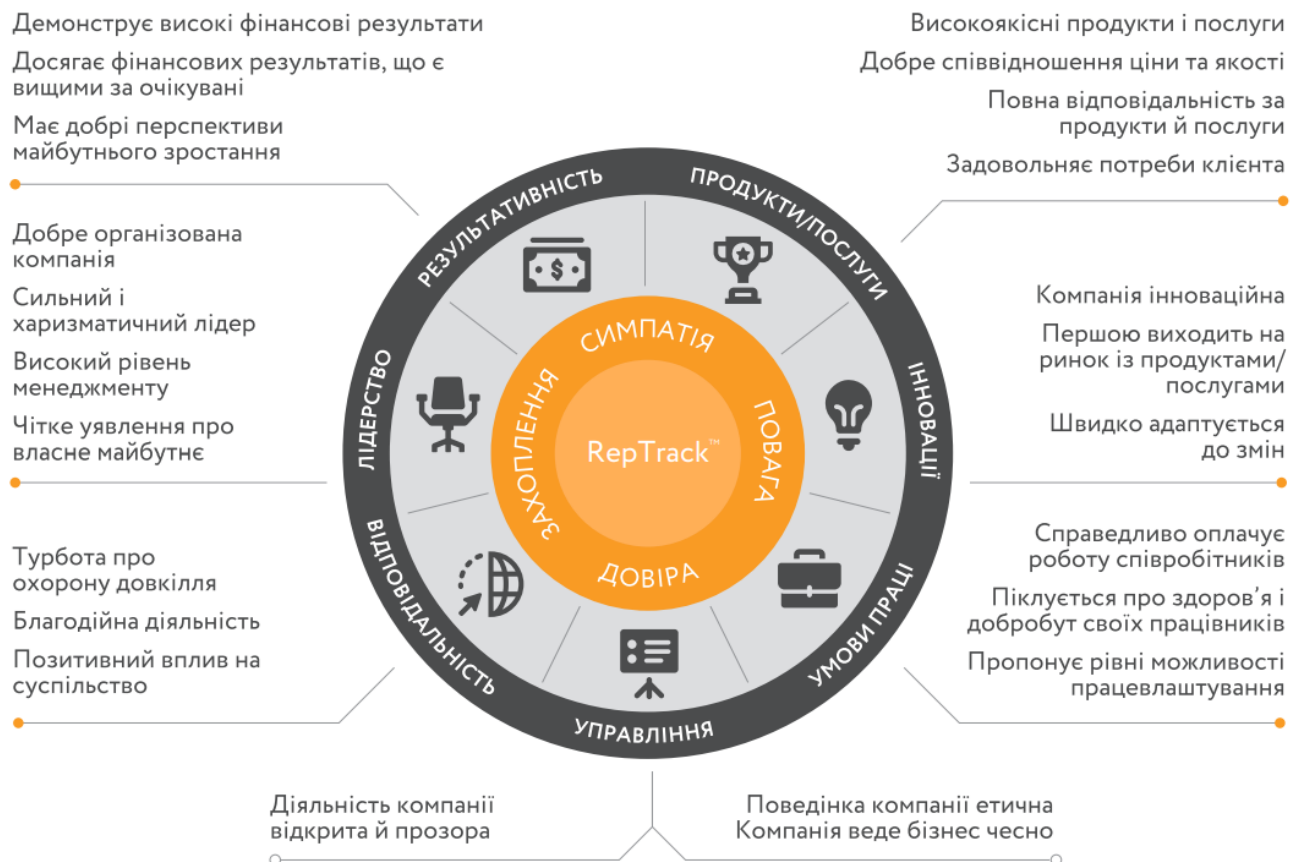 Демонструє високі фінансові результати
Досягає фінансових результатів, що є
вищими за очікувані
Має добрі перспективи
майбутнього зростання
Високоякісні продукти і послуги
Добре співвідношення ціни та якості
Повна відповідальність за
продукти й послуги
Задовольняє потреби клієнта
РЕЗУЛЬТАТИВНІСТЬ
ПРОДУКТИ/ПОСЛУГИ
Добре організована
компанія
Сильний і
харизматичний лідер
Високий рівень
менеджменту
Чітке уявлення про
власне майбутнє
ЛІДЕРСТВО
СИМПАТІЯ
ЗАХОПЛЕННЯ
RepTrack™
ПОВАГА
ДОВІРА
ІННОВАЦІЇ
Компанія інноваційна
Першою виходить на
ринок із продуктами/
послугами
Швидко адаптується
до змін
Турбота про
охорону довкілля
Благодійна діяльність
Позитивний вплив на
суспільство
ВІДПОВІДАЛЬНІСТЬ
УПРАВЛІННЯ
УМОВИ ПРАЦІ
Справедливо оплачує
роботу співробітників
Піклується про здоров’я і
добробут своїх працівників
Пропонує рівні можливості
працевлаштування
Діяльність компанії
відкрита й прозора
Поведінка компанії етична
Компанія веде бізнес чесно